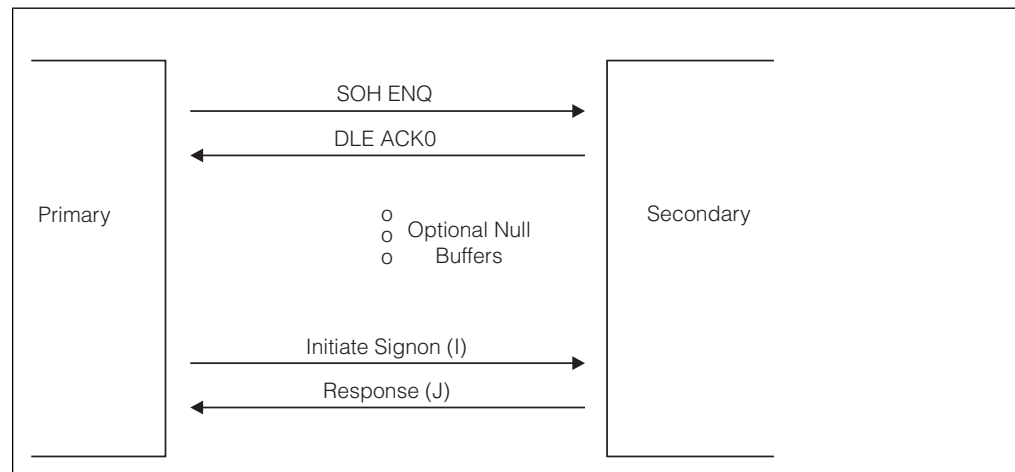 SOH ENQ
DLE ACK0
Primary
Secondary
o
o Optional Null
o Buffers
Initiate Signon (I)
Response (J)